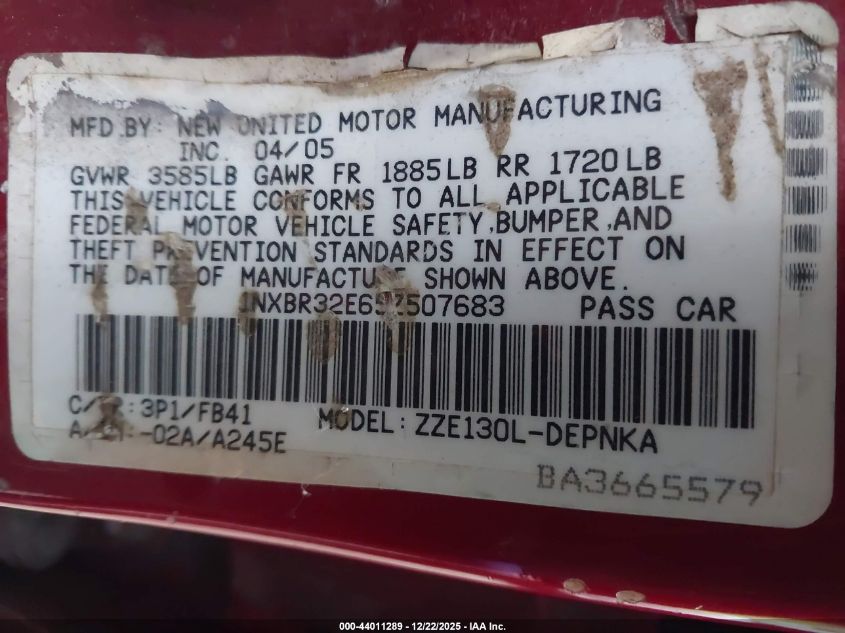 MFD.BY: NEW UNITED MOTOR MANUFACTURING
INC. 04/05
GVWR 3585LB GAWR FR 1885LB RR 1720LB
THIS VEHICLE CONFORMS TO ALL APPLICABLE
FEDERAL MOTOR VEHICLE SAFETY,BUMPER,AND
THEFT PREVENTION STANDARDS IN EFFECT ON
THE DATE OF MANUFACTURE SHOWN ABOVE.
1NXBR32E65Z507683 PASS CAR
C/TR:3P1/FB41 MODEL:ZZE130L-DEPNKA
-02A/A245E
BA3665579
000-44011289 - 12/22/2025 - IAA Inc.